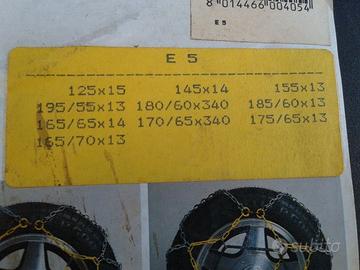 8 014466 004054
E 5
E 5
125x15 145x14 155x13
195/55x13 180/60x340 185/60x13
165/65x14 170/65x340 175/65x13
165/70x13
subito